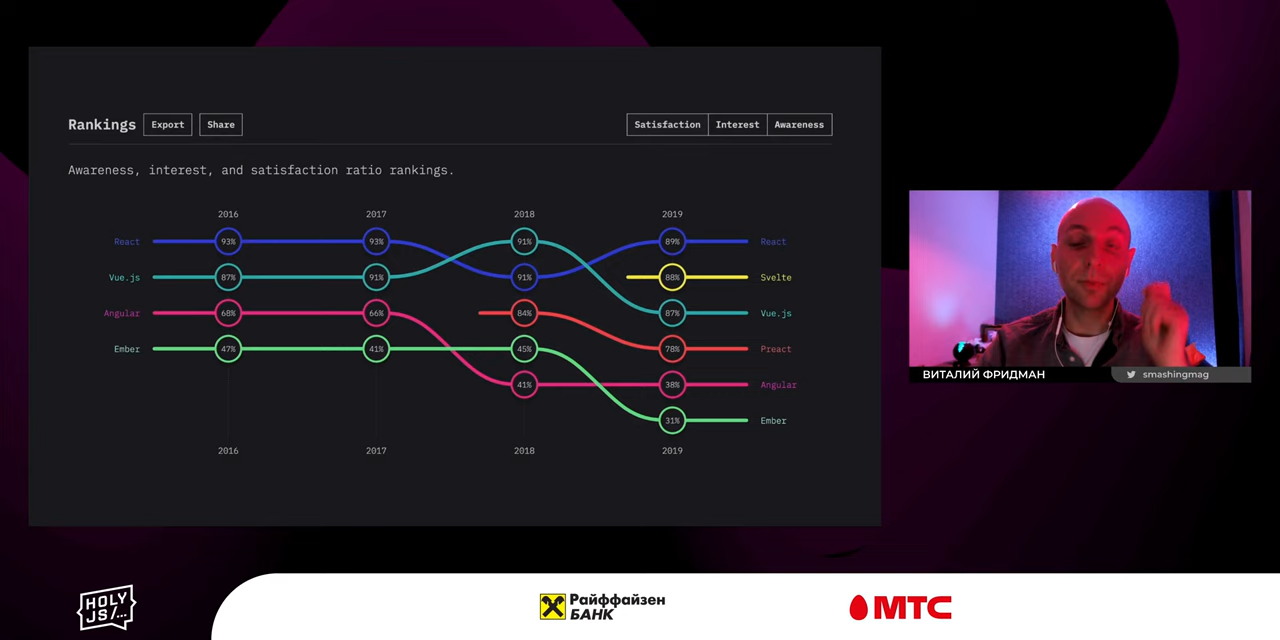 Rankings Export Share Satisfaction Interest Awareness
Awareness, interest, and satisfaction ratio rankings.
2016 2017 2018 2019
React 93% 93% 91% 89% React
Vue.js 87% 91% 91% 88% Svelte
Angular 68% 66% 84% 87% Vue.js
Ember 47% 41% 45% 78% Preact
41% 38% Angular
31% Ember
2016 2017 2018 2019
ВИТАЛИЙ ФРИДМАН smashingmag
HOLY
JS/...
Райффайзен
БАНК
МТС